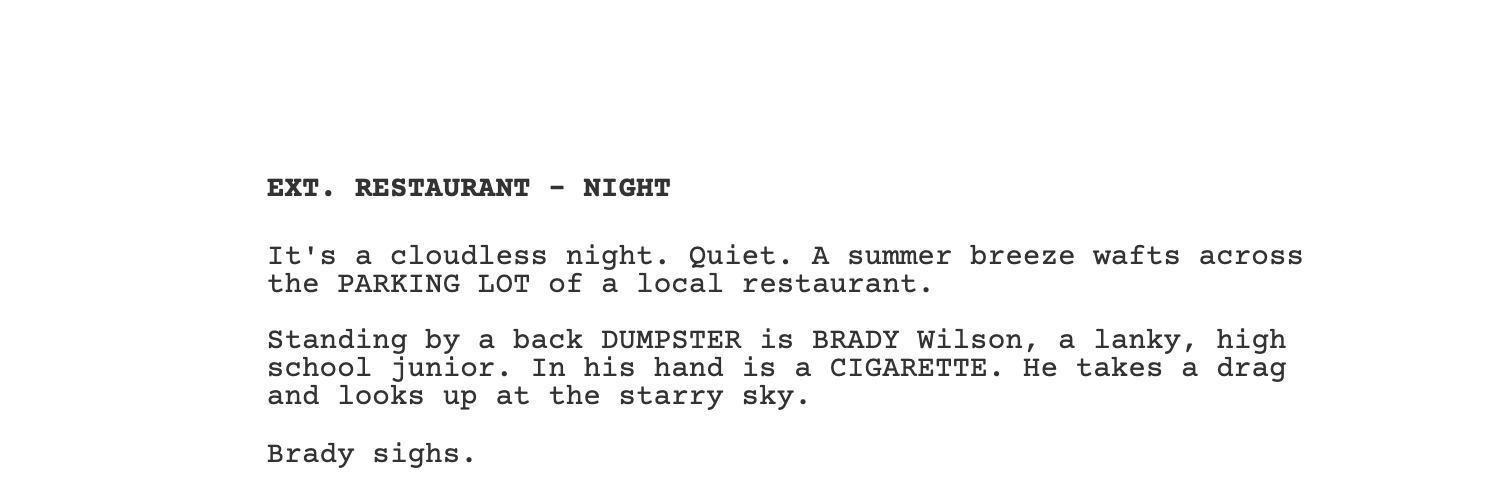 EXT. RESTAURANT - NIGHT
It's a cloudless night. Quiet. A summer breeze wafts across
the PARKING LOT of a local restaurant.
Standing by a back DUMPSTER is BRADY Wilson, a lanky, high
school junior. In his hand is a CIGARETTE. He takes a drag
and looks up at the starry sky.
Brady sighs.